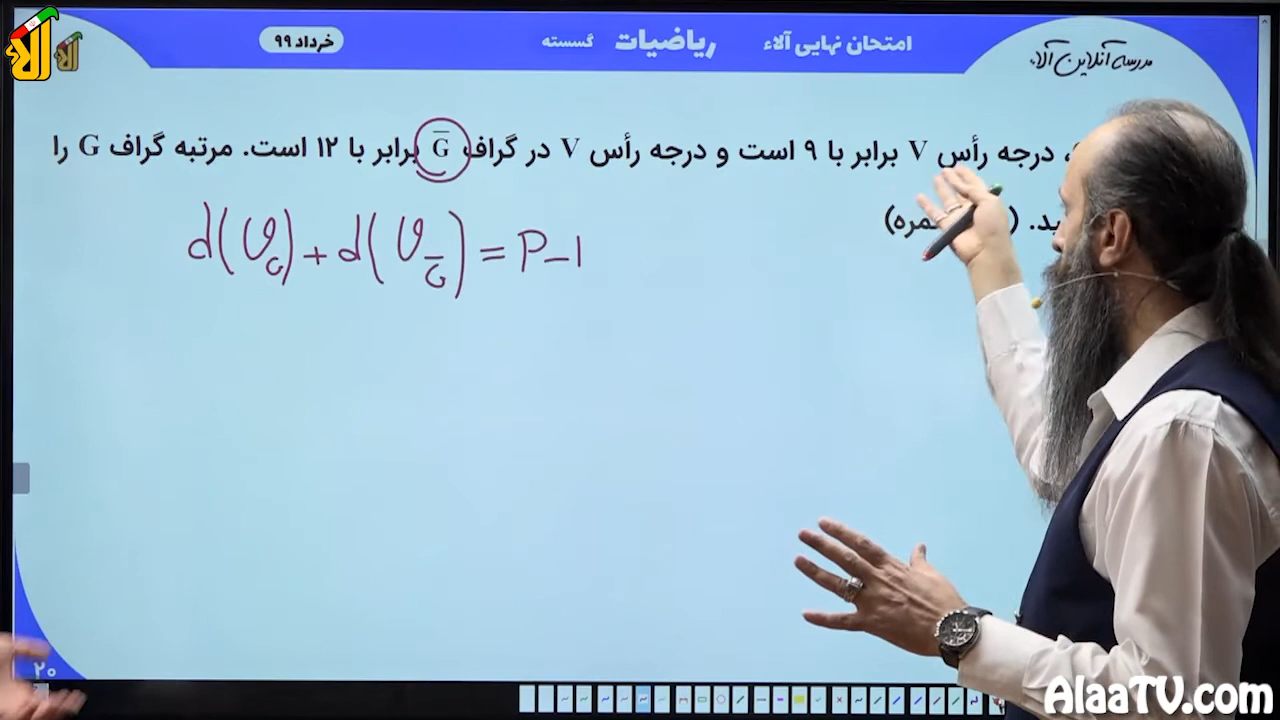 مدرسه آنلاین آلاء
امتحان نهایی آلاء ریاضیات گسسته
خرداد ۹۹
، درجه رأس V برابر با ۹ است و درجه رأس V در گراف G̅ برابر با ۱۲ است. مرتبه گراف G را
d(V_G) + d(V_G̅) = P-1
۲۰
آلاء
AlaaTV.com